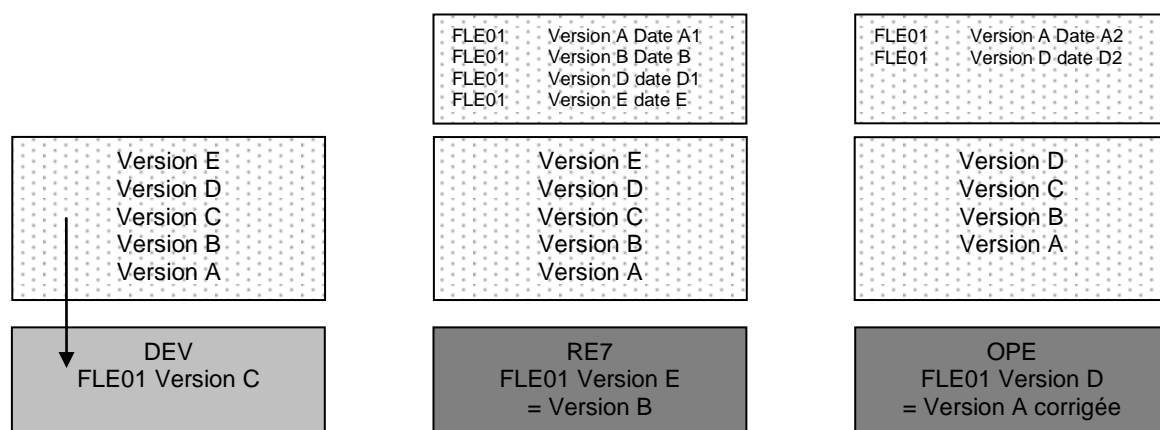 FLE01 Version A Date A1
FLE01 Version B Date B
FLE01 Version D date D1
FLE01 Version E date E
FLE01 Version A Date A2
FLE01 Version D date D2
Version E
Version D
Version C
Version B
Version A
Version E
Version D
Version C
Version B
Version A
Version D
Version C
Version B
Version A
DEV
FLE01 Version C
RE7
FLE01 Version E
= Version B
OPE
FLE01 Version D
= Version A corrigée